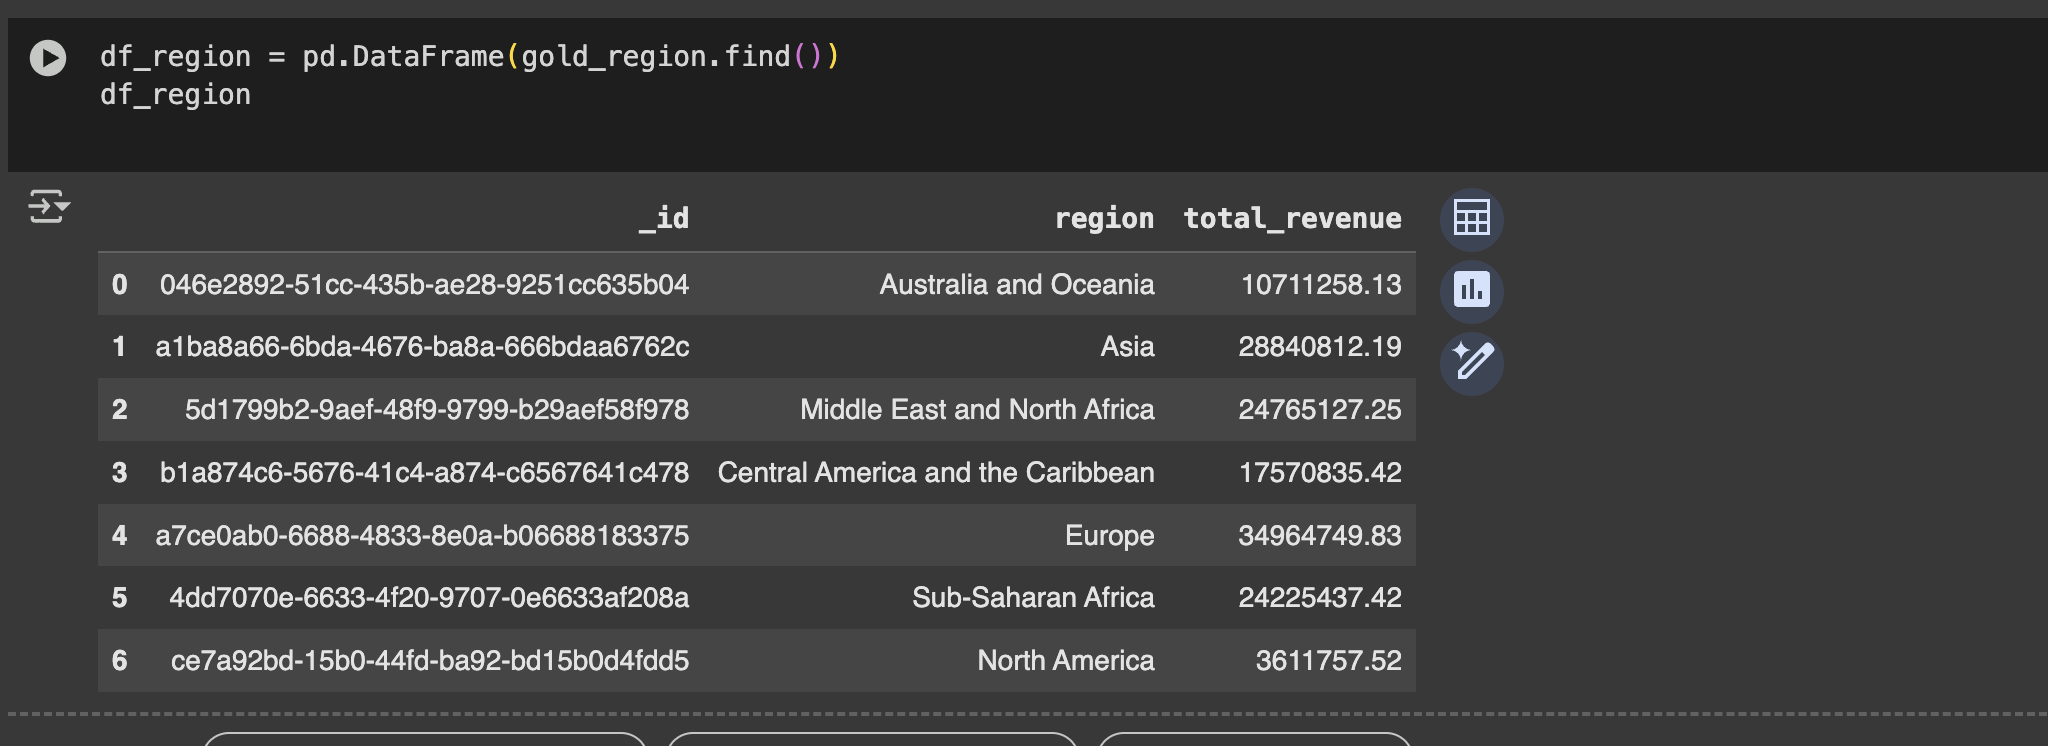 df_region = pd.DataFrame(gold_region.find())
df_region
_id region total_revenue
0 046e2892-51cc-435b-ae28-9251cc635b04 Australia and Oceania 10711258.13
1 a1ba8a66-6bda-4676-ba8a-666bdaa6762c Asia 28840812.19
2 5d1799b2-9aef-48f9-9799-b29aef58f978 Middle East and North Africa 24765127.25
3 b1a874c6-5676-41c4-a874-c6567641c478 Central America and the Caribbean 17570835.42
4 a7ce0ab0-6688-4833-8e0a-b06688183375 Europe 34964749.83
5 4dd7070e-6633-4f20-9707-0e6633af208a Sub-Saharan Africa 24225437.42
6 ce7a92bd-15b0-44fd-ba92-bd15b0d4fdd5 North America 3611757.52